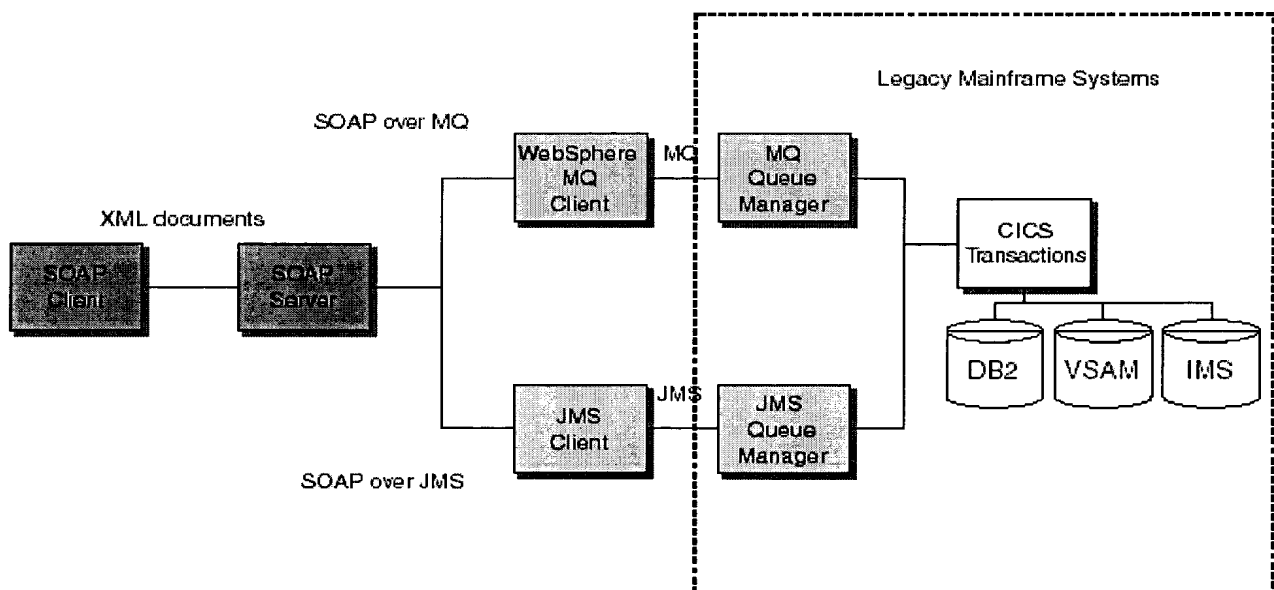 Legacy Mainframe Systems
SOAP over MQ
WebSphere
MQ
Client
MQ
MQ
Queue
Manager
XML documents
SOAP
Client
SOAP
Server
CICS
Transactions
DB2
VSAM
IMS
JMS
Client
JMS
JMS
Queue
Manager
SOAP over JMS